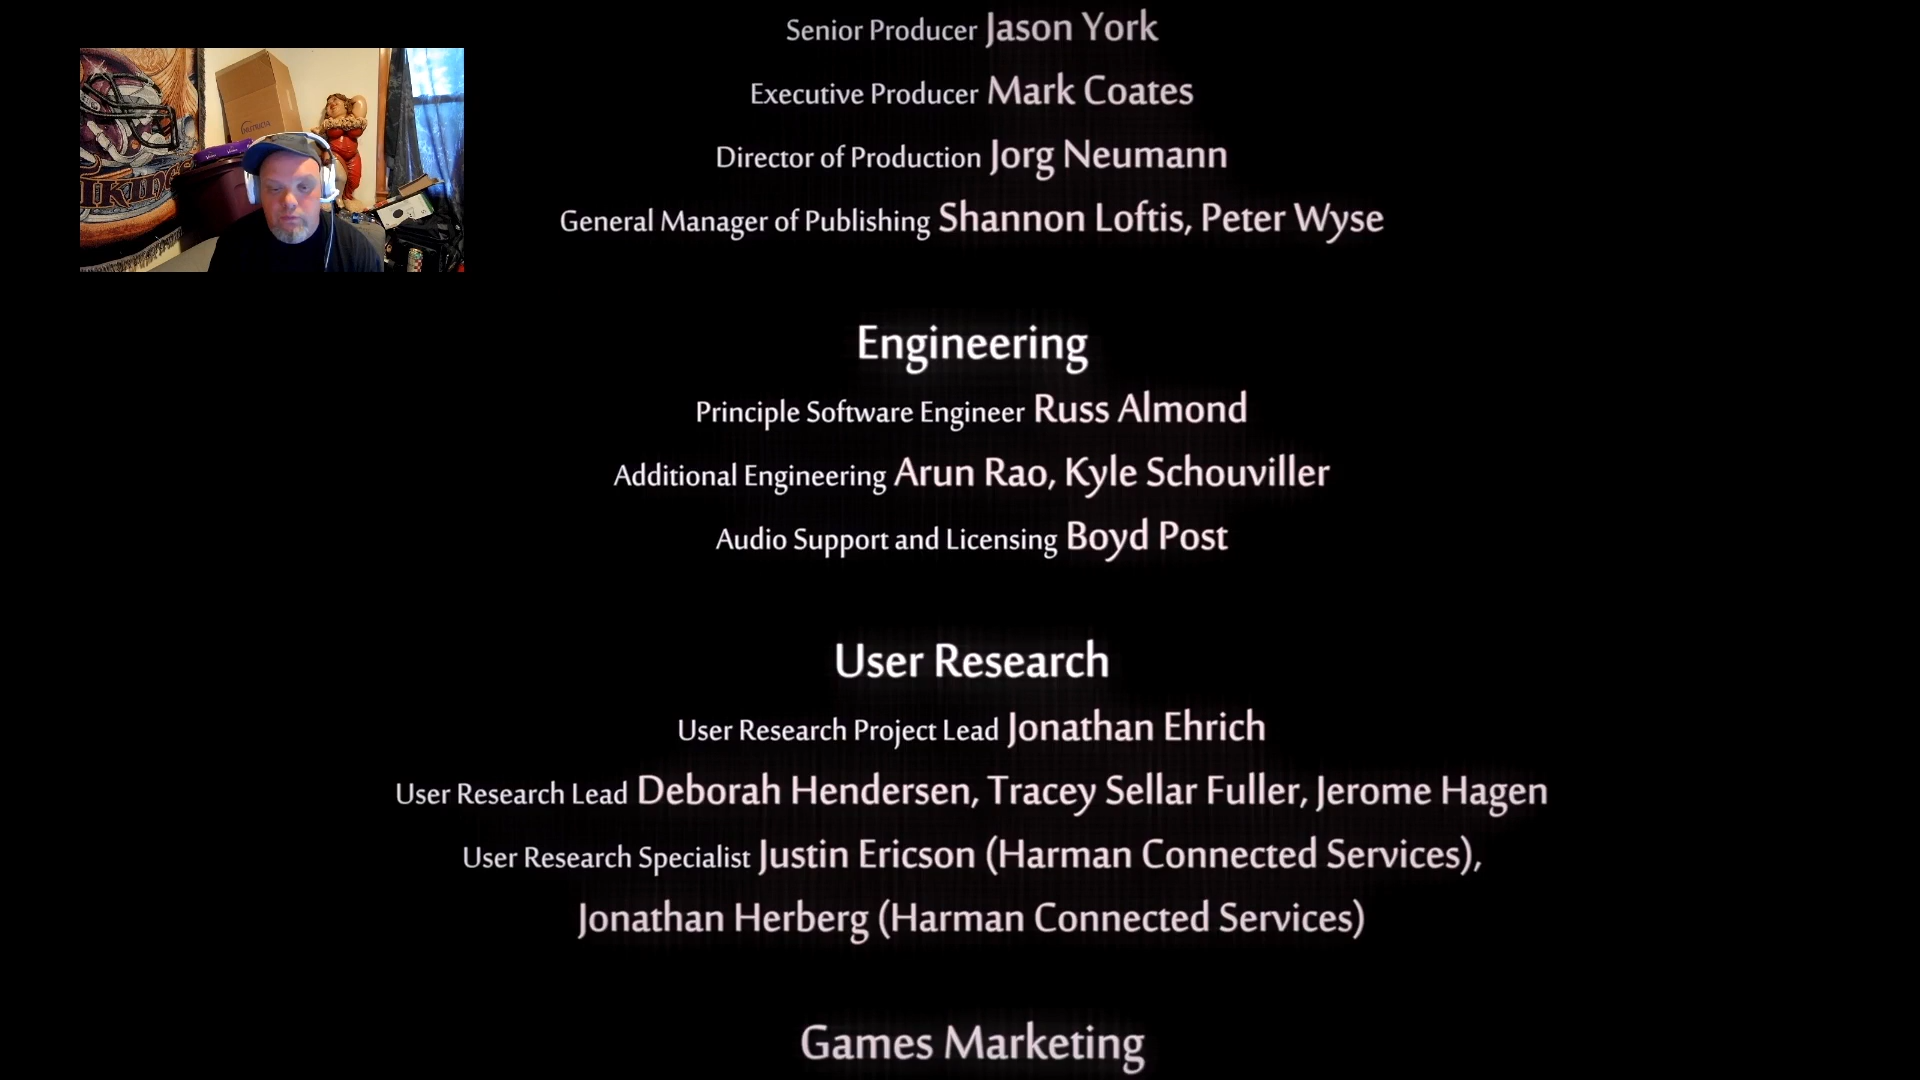 Senior Producer Jason York
Executive Producer Mark Coates
Director of Production Jorg Neumann
General Manager of Publishing Shannon Loftis, Peter Wyse
IKINGS
Engineering
Principle Software Engineer Russ Almond
Additional Engineering Arun Rao, Kyle Schouviller
Audio Support and Licensing Boyd Post
User Research
User Research Project Lead Jonathan Ehrich
User Research Lead Deborah Hendersen, Tracey Sellar Fuller, Jerome Hagen
User Research Specialist Justin Ericson (Harman Connected Services),
Jonathan Herberg (Harman Connected Services)
Games Marketing